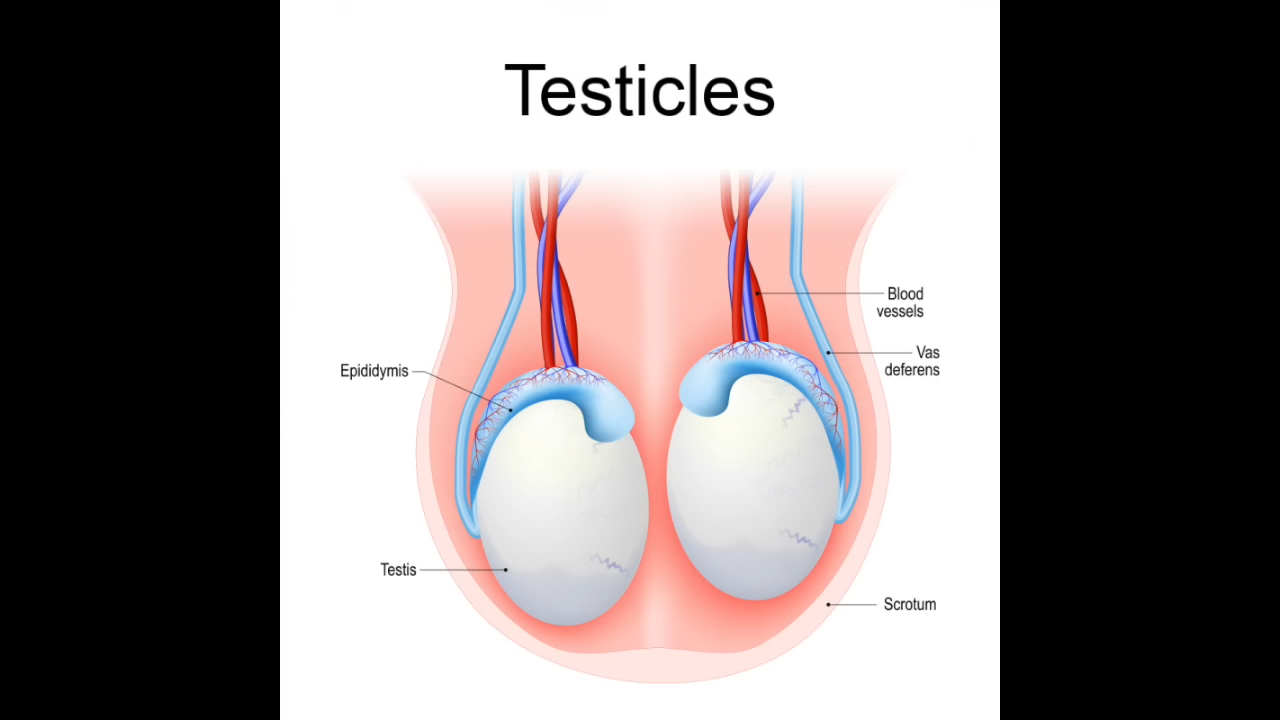 Testicles
Blood
vessels
Vas
deferens
Epididymis
Testis
Scrotum